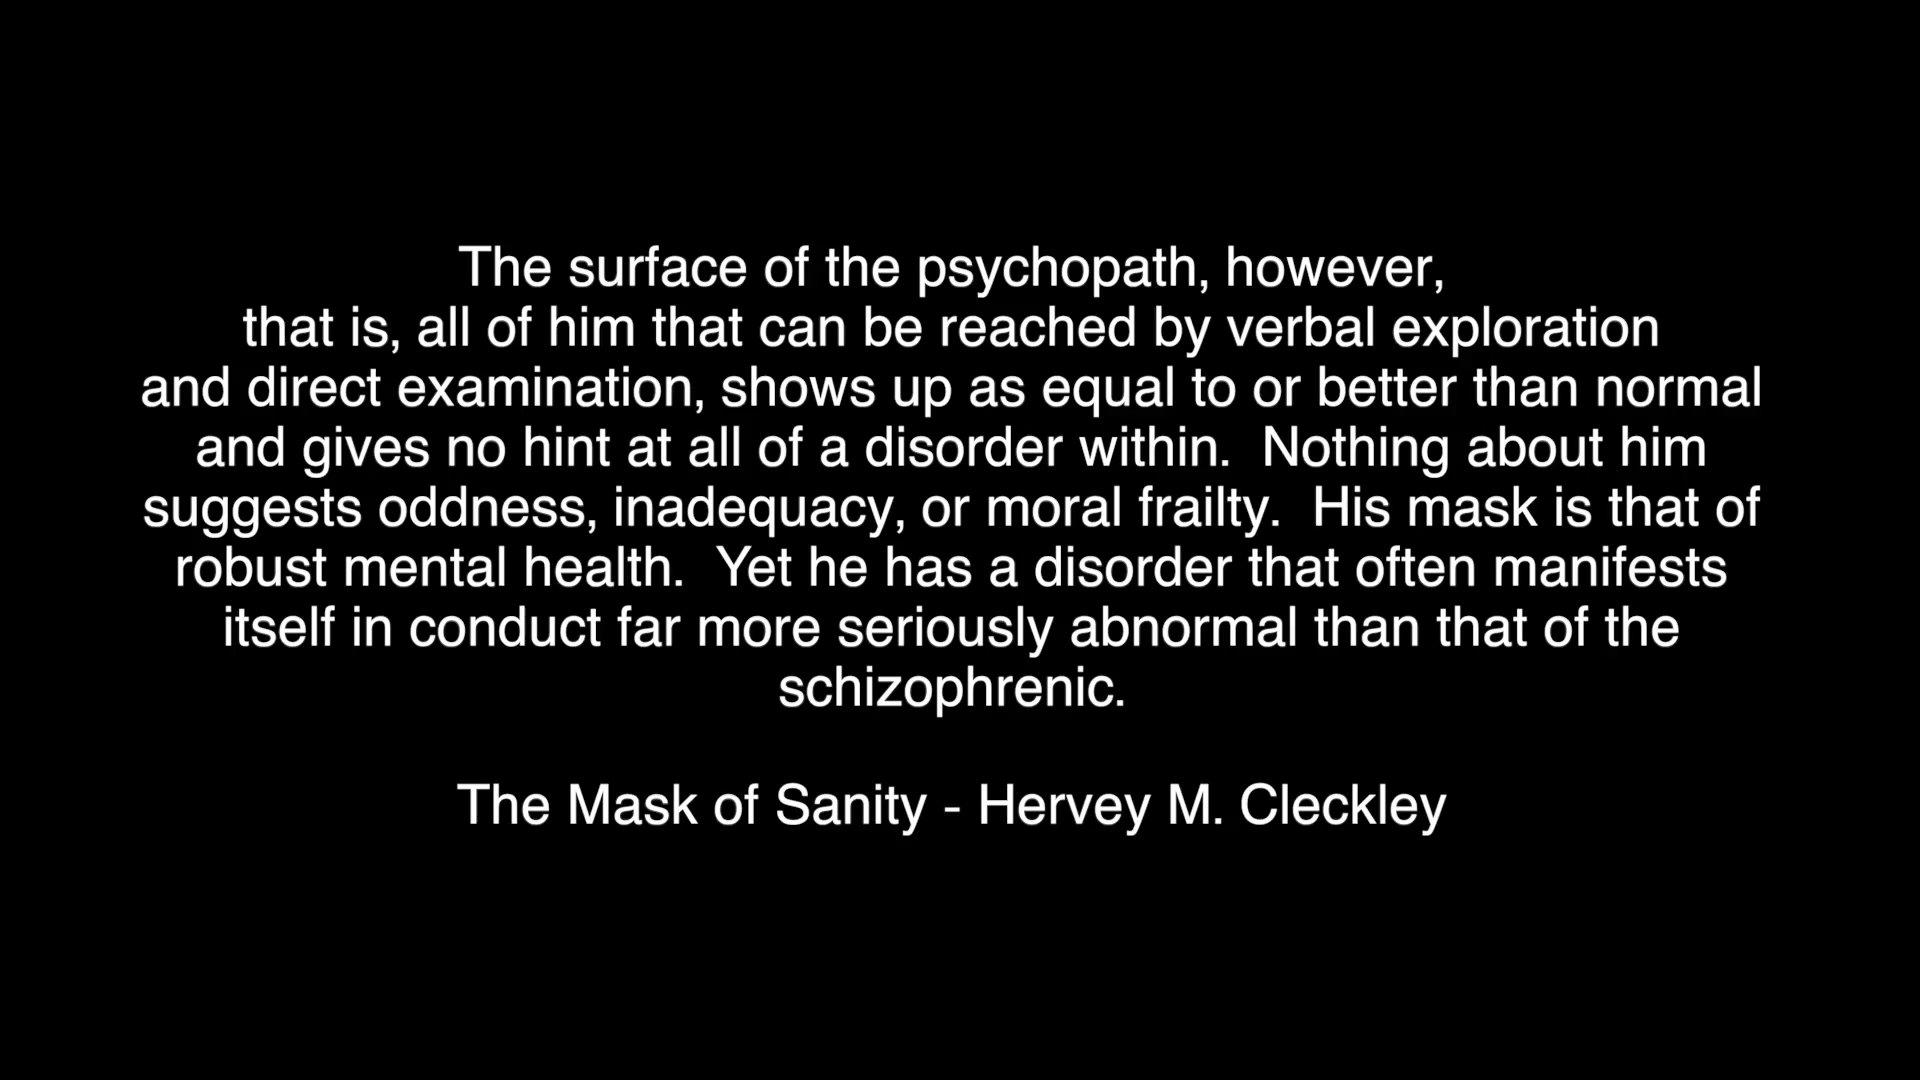 The surface of the psychopath, however,
that is, all of him that can be reached by verbal exploration
and direct examination, shows up as equal to or better than normal
and gives no hint at all of a disorder within.  Nothing about him
suggests oddness, inadequacy, or moral frailty.  His mask is that of
robust mental health.  Yet he has a disorder that often manifests
itself in conduct far more seriously abnormal than that of the
schizophrenic.
The Mask of Sanity - Hervey M. Cleckley